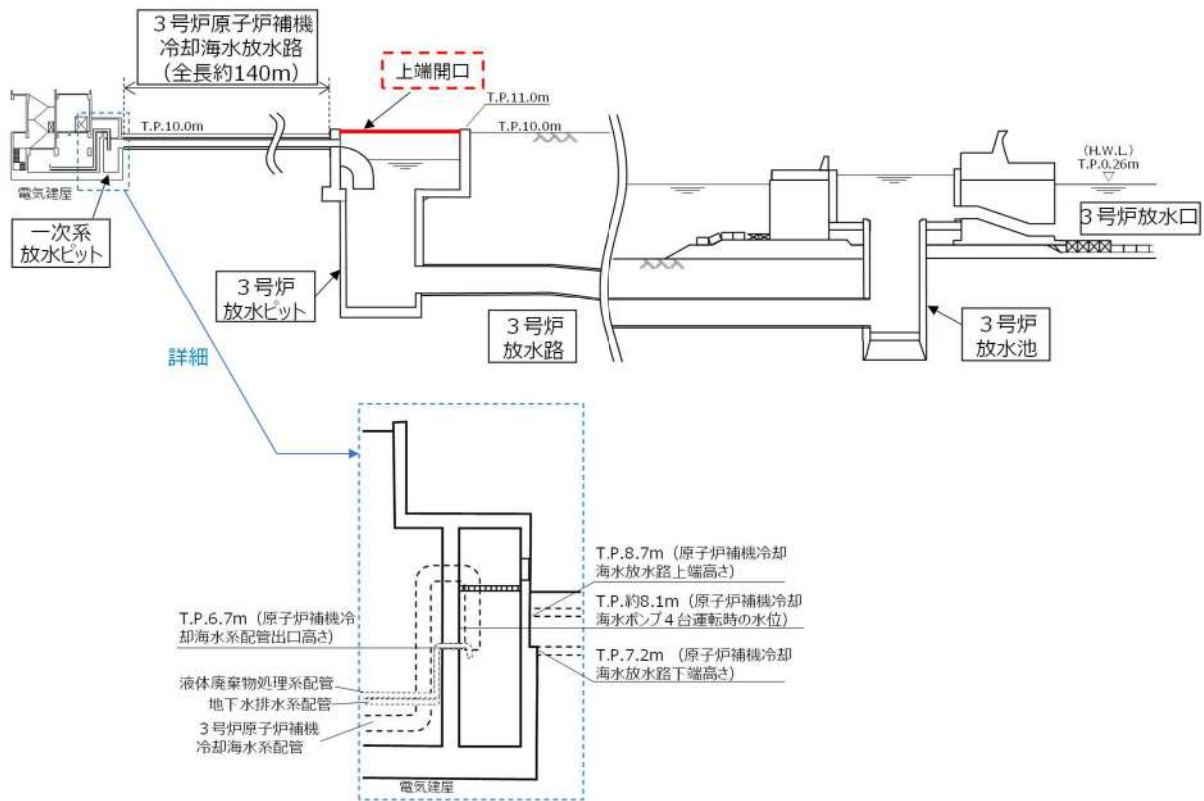 3号炉原子炉補機
冷却海水放水路
(全長約140m)
上端開口
T.P.11.0m
T.P.10.0m
T.P.10.0m
(H.W.L.)
T.P.0.26m
電気建屋
一次系
放水ピット
3号炉
放水ピット
3号炉
放水路
3号炉
放水池
3号炉放水口
詳細
T.P.8.7m(原子炉補機冷却
海水放水路上端高さ)
T.P.約8.1m(原子炉補機冷却
海水ポンプ4台運転時の水位)
T.P.6.7m(原子炉補機冷
却海水系配管出口高さ)
T.P.7.2m (原子炉補機冷却
海水放水路下端高さ)
液体廃棄物処理系配管
地下水排水系配管
3号炉原子炉補機
冷却海水系配管
電気建屋